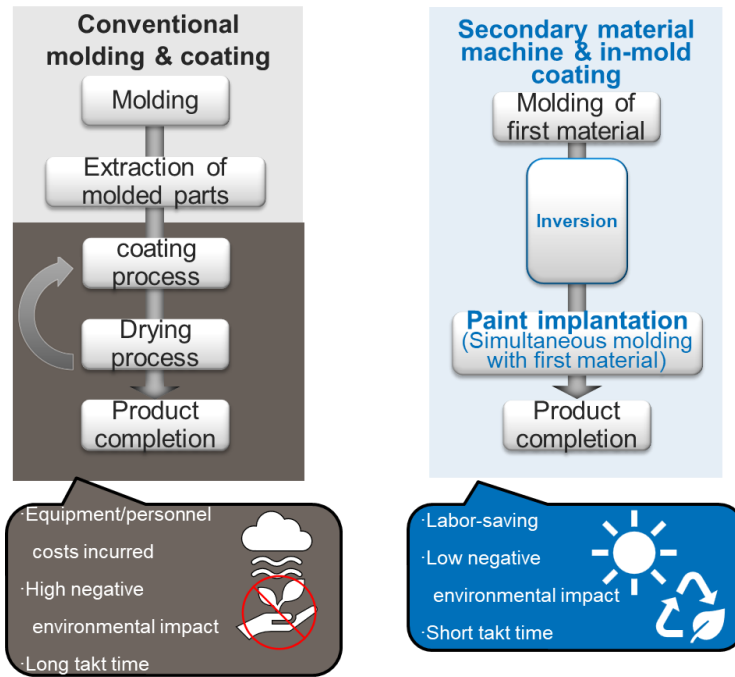 Conventional
molding & coating
Molding
Extraction of
molded parts
coating
process
Drying
process
Product
completion
·Equipment/personnel
costs incurred
·High negative
environmental impact
·Long takt time
Secondary material
machine & in-mold
coating
Molding of
first material
Inversion
Paint implantation
(Simultaneous molding
with first material)
Product
completion
·Labor-saving
·Low negative
environmental impact
·Short takt time